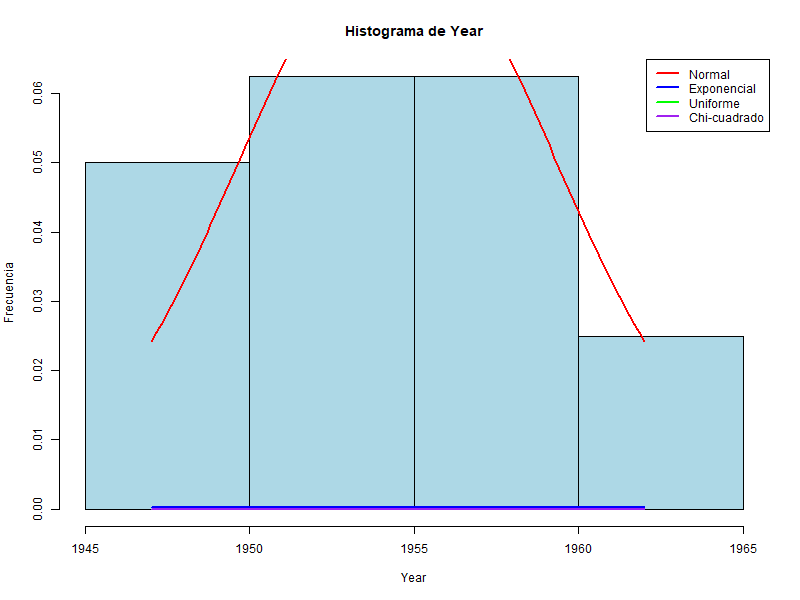 Histograma de Year
Normal
Exponencial
Uniforme
Chi-cuadrado
Frecuencia
0.06
0.05
0.04
0.03
0.02
0.01
0.00
1945 1950 1955 1960 1965
Year